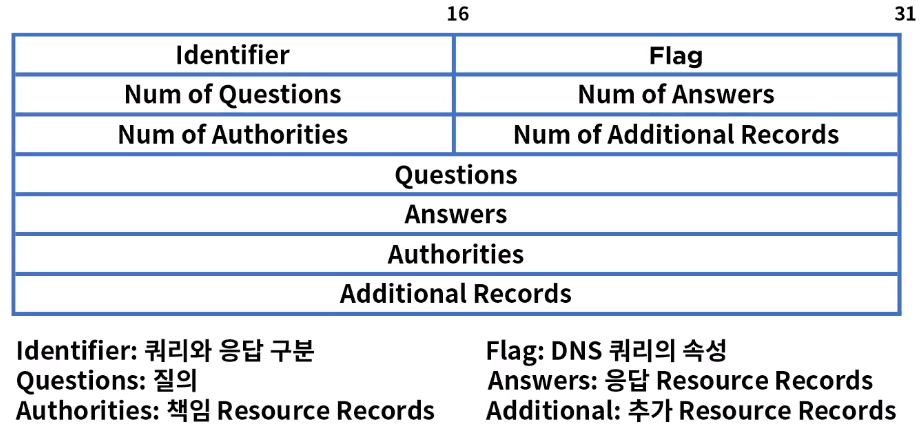 16 31
Identifier Flag
Num of Questions Num of Answers
Num of Authorities Num of Additional Records
Questions
Answers
Authorities
Additional Records
Identifier: 쿼리와 응답 구분 Flag: DNS 쿼리의 속성
Questions: 질의 Answers: 응답 Resource Records
Authorities: 책임 Resource Records Additional: 추가 Resource Records